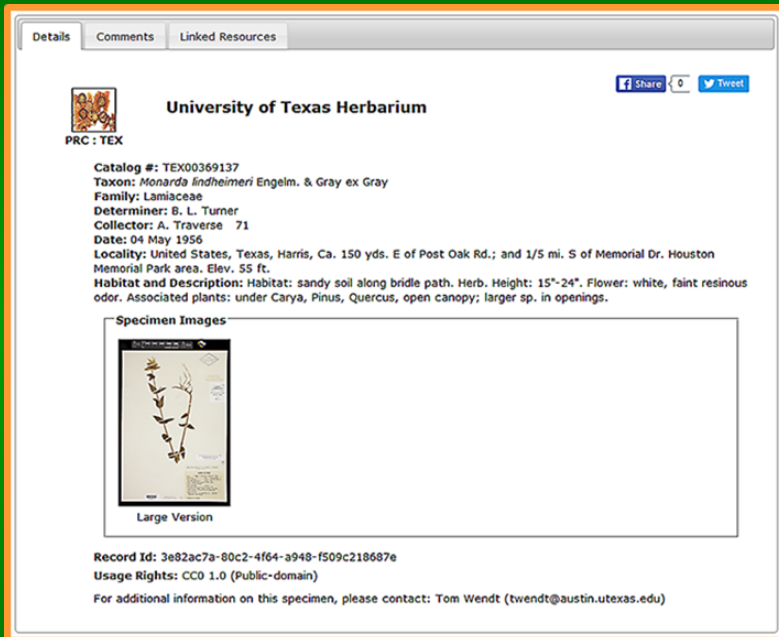 Details Comments Linked Resources
Share 0 Tweet
University of Texas Herbarium
PRC : TEX
Catalog #: TEX00369137
Taxon: Monarda lindheimeri Engelm. & Gray ex Gray
Family: Lamiaceae
Determiner: B. L. Turner
Collector: A. Traverse 71
Date: 04 May 1956
Locality: United States, Texas, Harris, Ca. 150 yds. E of Post Oak Rd.; and 1/5 mi. S of Memorial Dr. Houston
Memorial Park area. Elev. 55 ft.
Habitat and Description: Habitat: sandy soil along bridle path. Herb. Height: 15"-24". Flower: white, faint resinous
odor. Associated plants: under Carya, Pinus, Quercus, open canopy; larger sp. in openings.
Specimen Images
Large Version
Record Id: 3e82ac7a-80c2-4f64-a948-f509c218687e
Usage Rights: CC0 1.0 (Public-domain)
For additional information on this specimen, please contact: Tom Wendt (twendt@austin.utexas.edu)